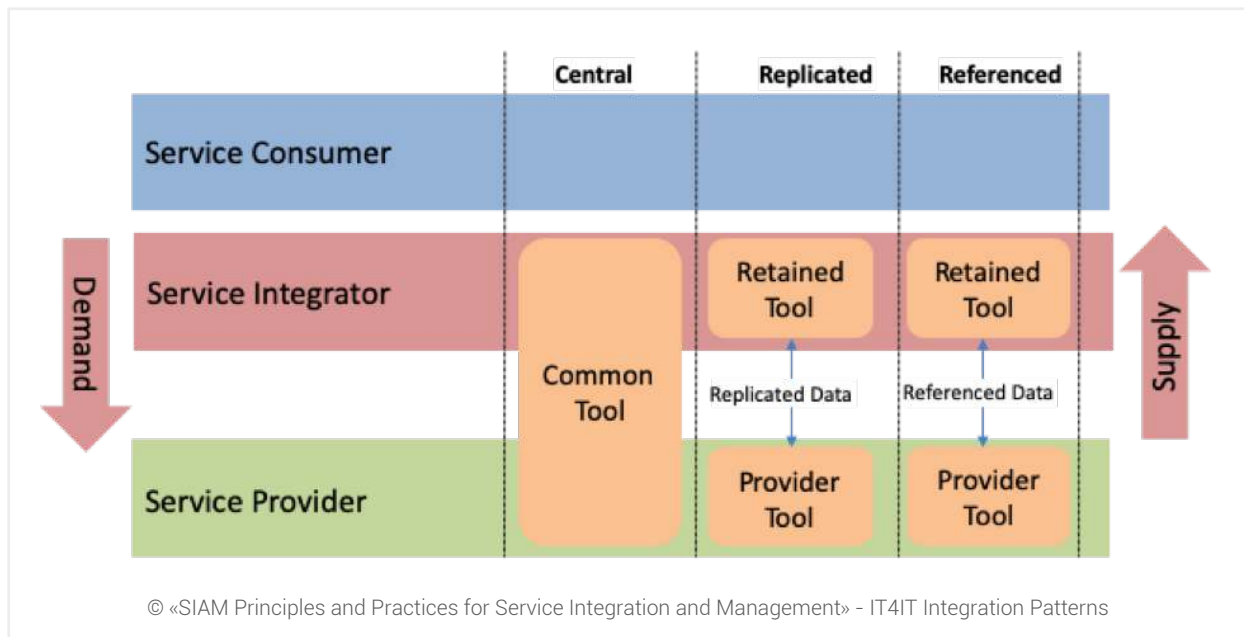 Central Replicated Referenced
Service Consumer
Demand
Service Integrator
Retained
Tool
Retained
Tool
Supply
Common
Tool
Replicated Data
Referenced Data
Service Provider
Provider
Tool
Provider
Tool
© «SIAM Principles and Practices for Service Integration and Management» - IT4IT Integration Patterns